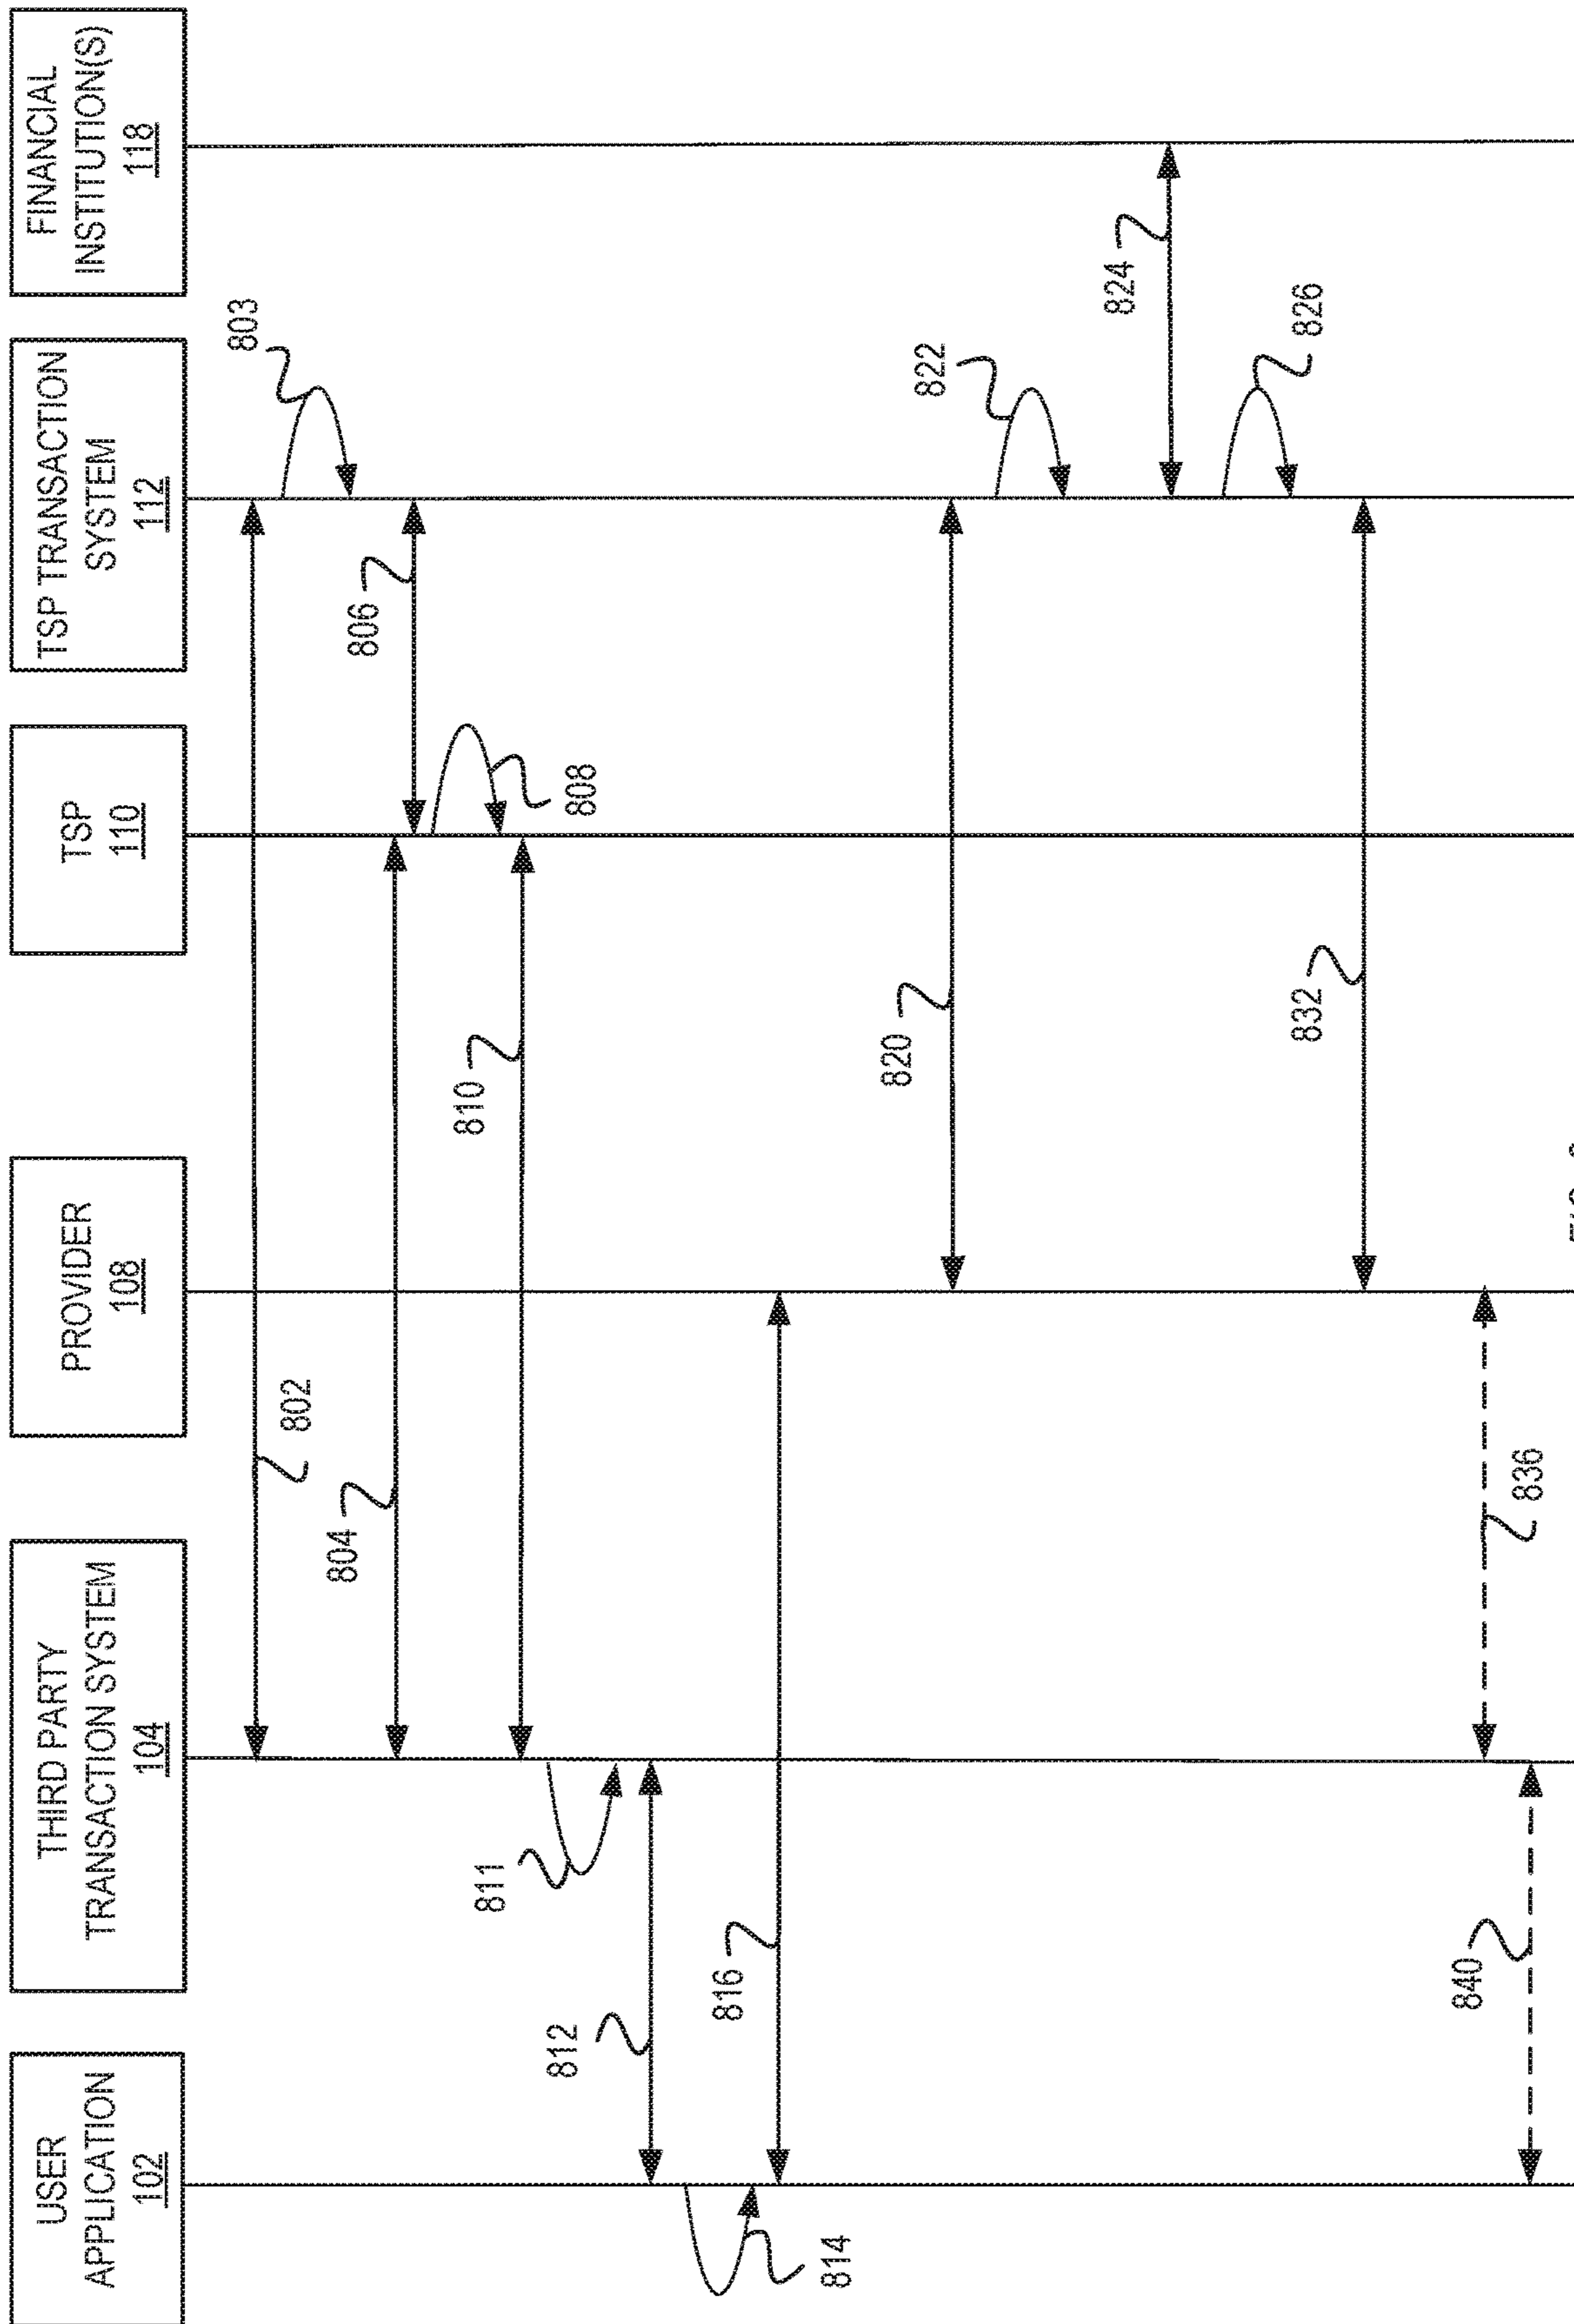 USER
APPLICATION
102
THIRD PARTY
TRANSACTION SYSTEM
104
PROVIDER
108
TSP
110
TSP TRANSACTION
SYSTEM
112
FINANCIAL
INSTITUTION(S)
118
802
803
804
806
808
810
811
812
814
816
820
822
824
826
832
836
840